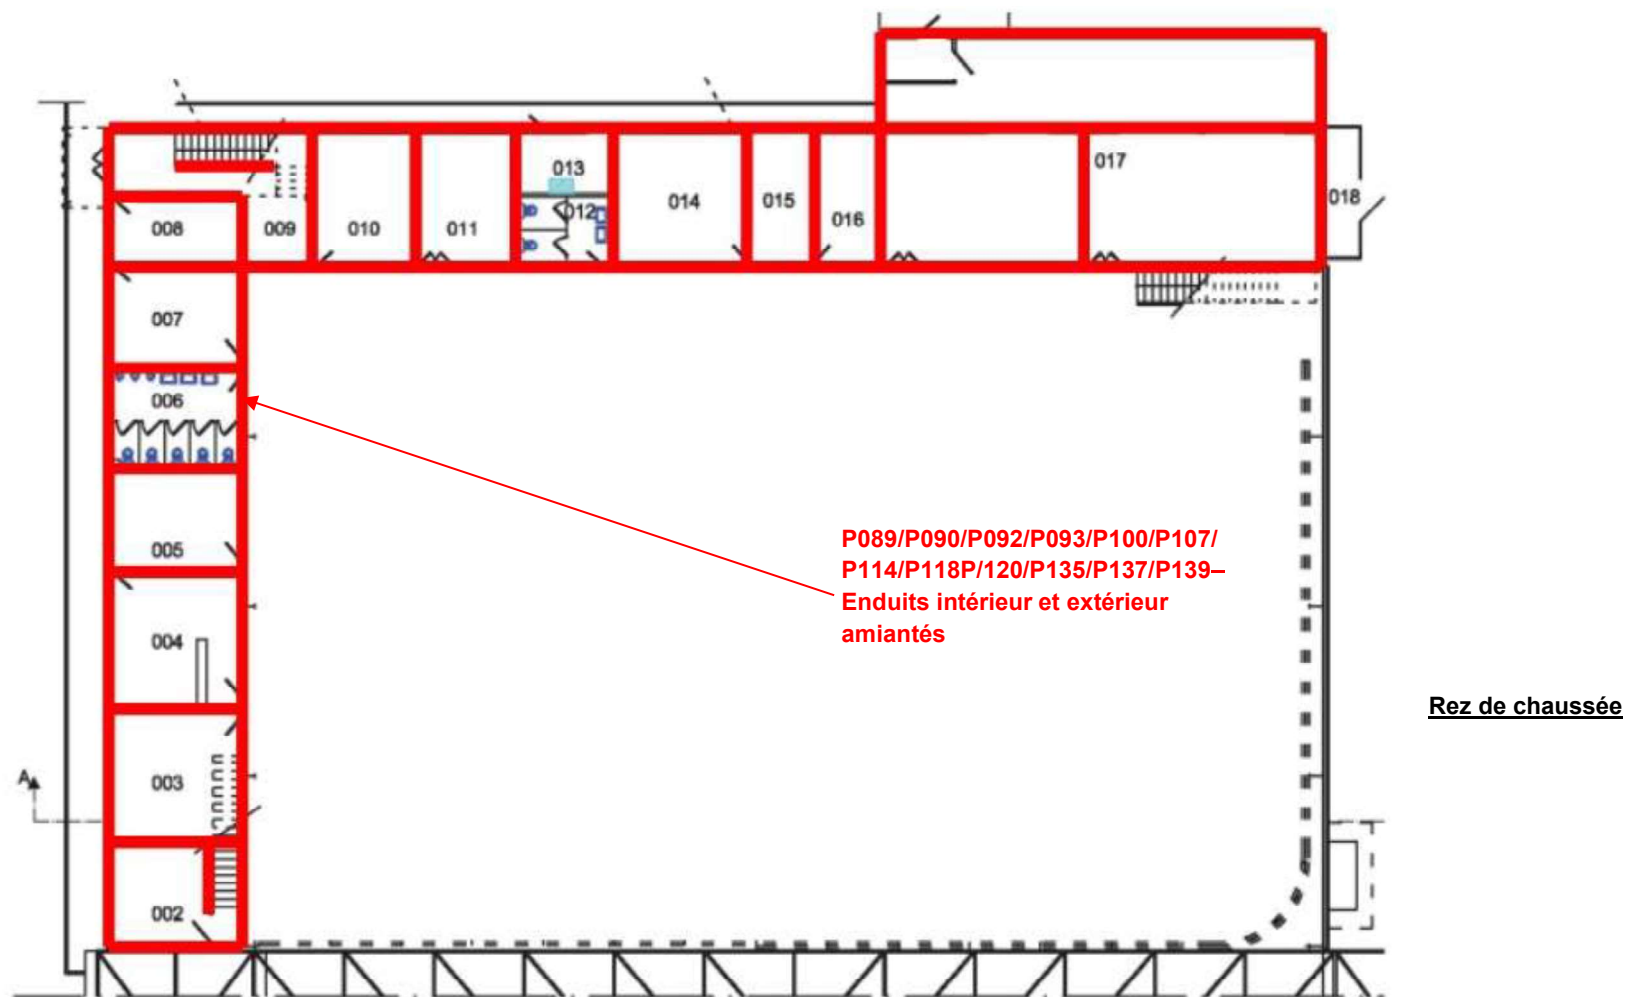 017
013
018
014
015
012
016
008
009
010
011
007
006
P089/P090/P092/P093/P100/P107/
P114/P118P/120/P135/P137/P139–
Enduits intérieur et extérieur
amiantés
005
004
Rez de chaussée
003
A
002